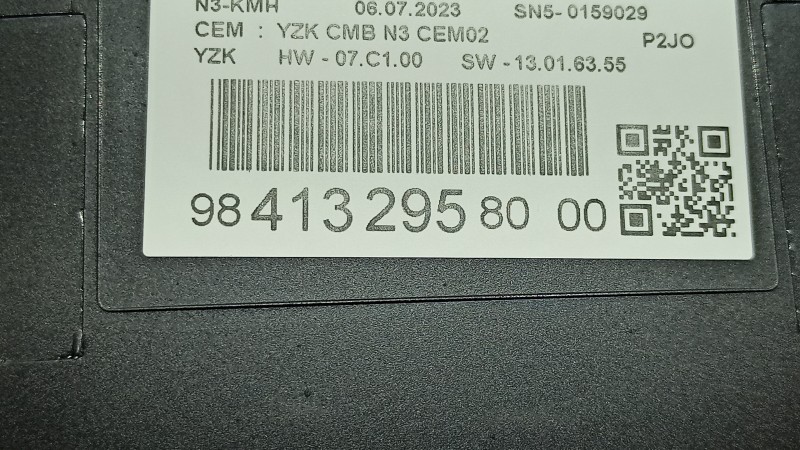 N3-KMH 06.07.2023 SN5-0159029
CEM : YZK CMB N3 CEM02 P2JO
YZK HW-07.C1.00 SW-13.01.63.55
98 413 295 80 00